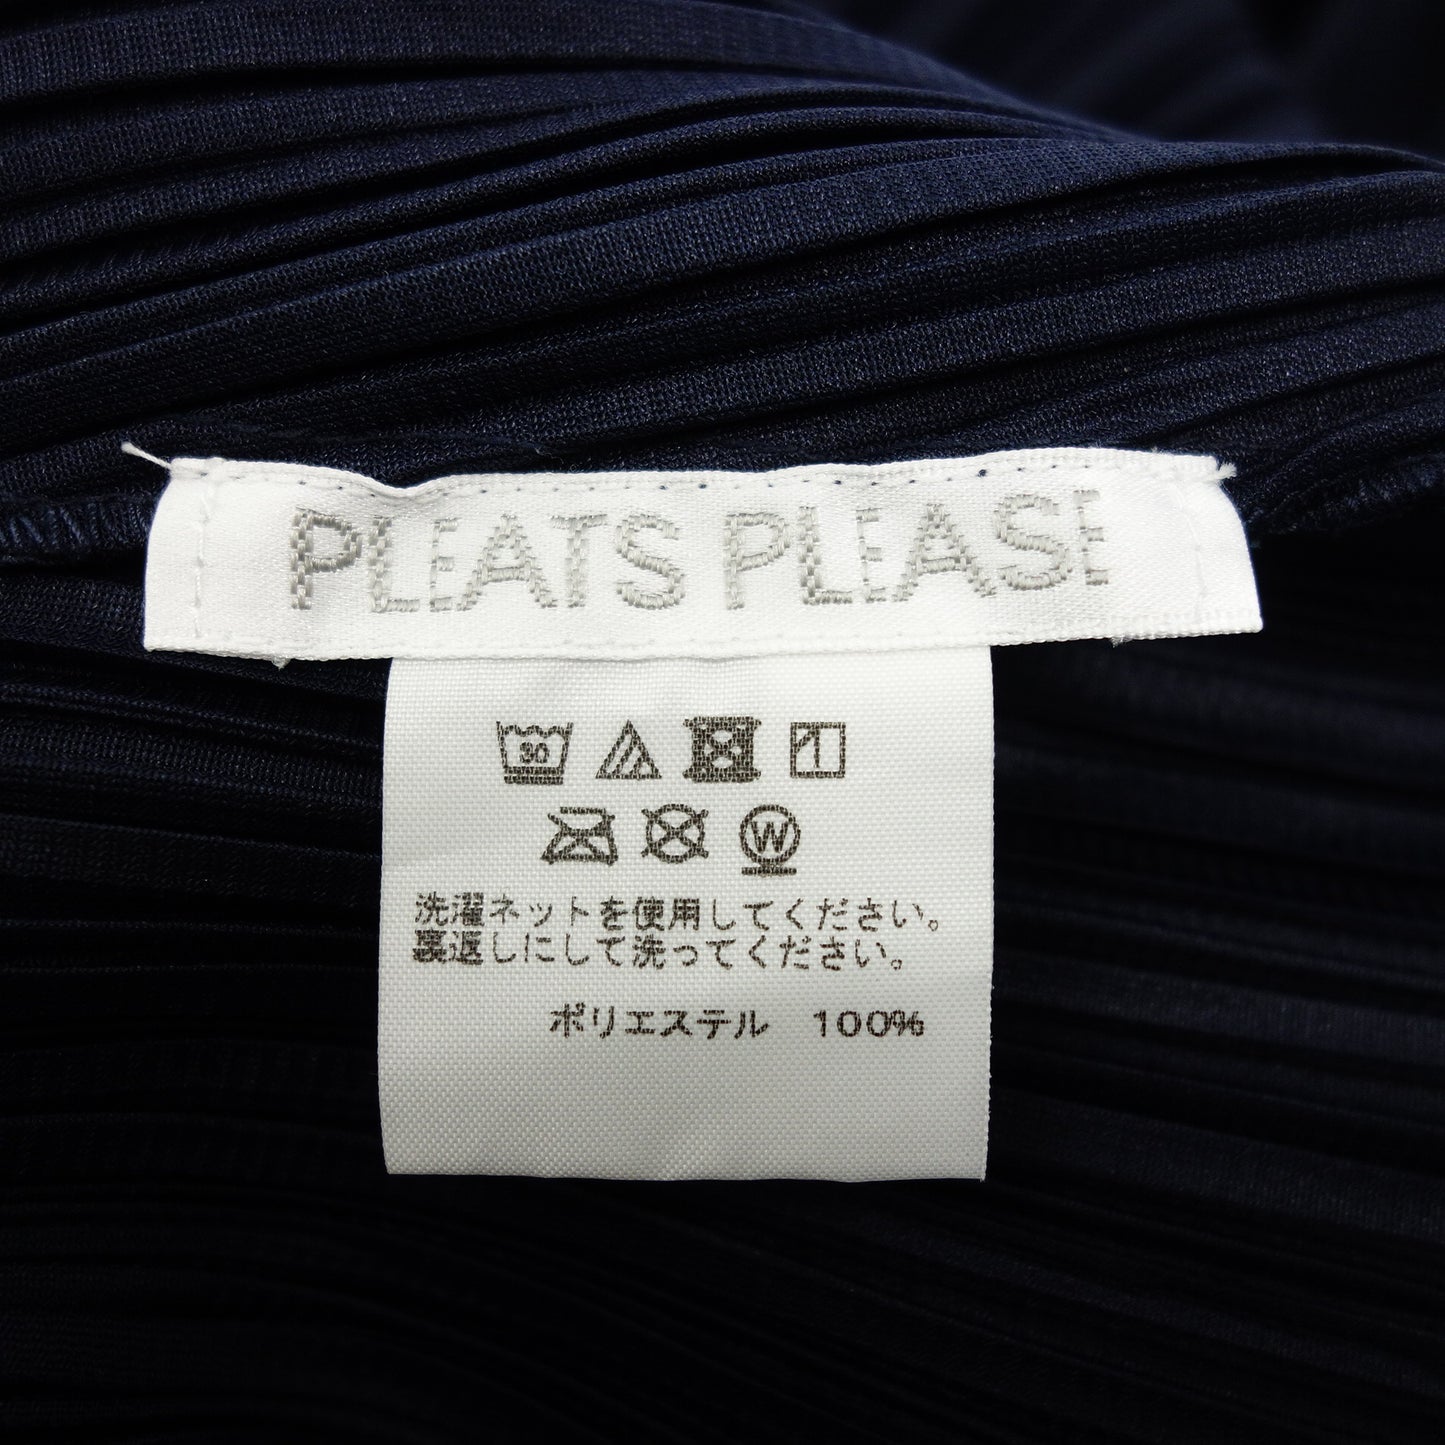 PLEATS PLEASE
30
W
洗濯ネットを使用してください。
裏返しにして洗ってください。
ポリエステル 100%